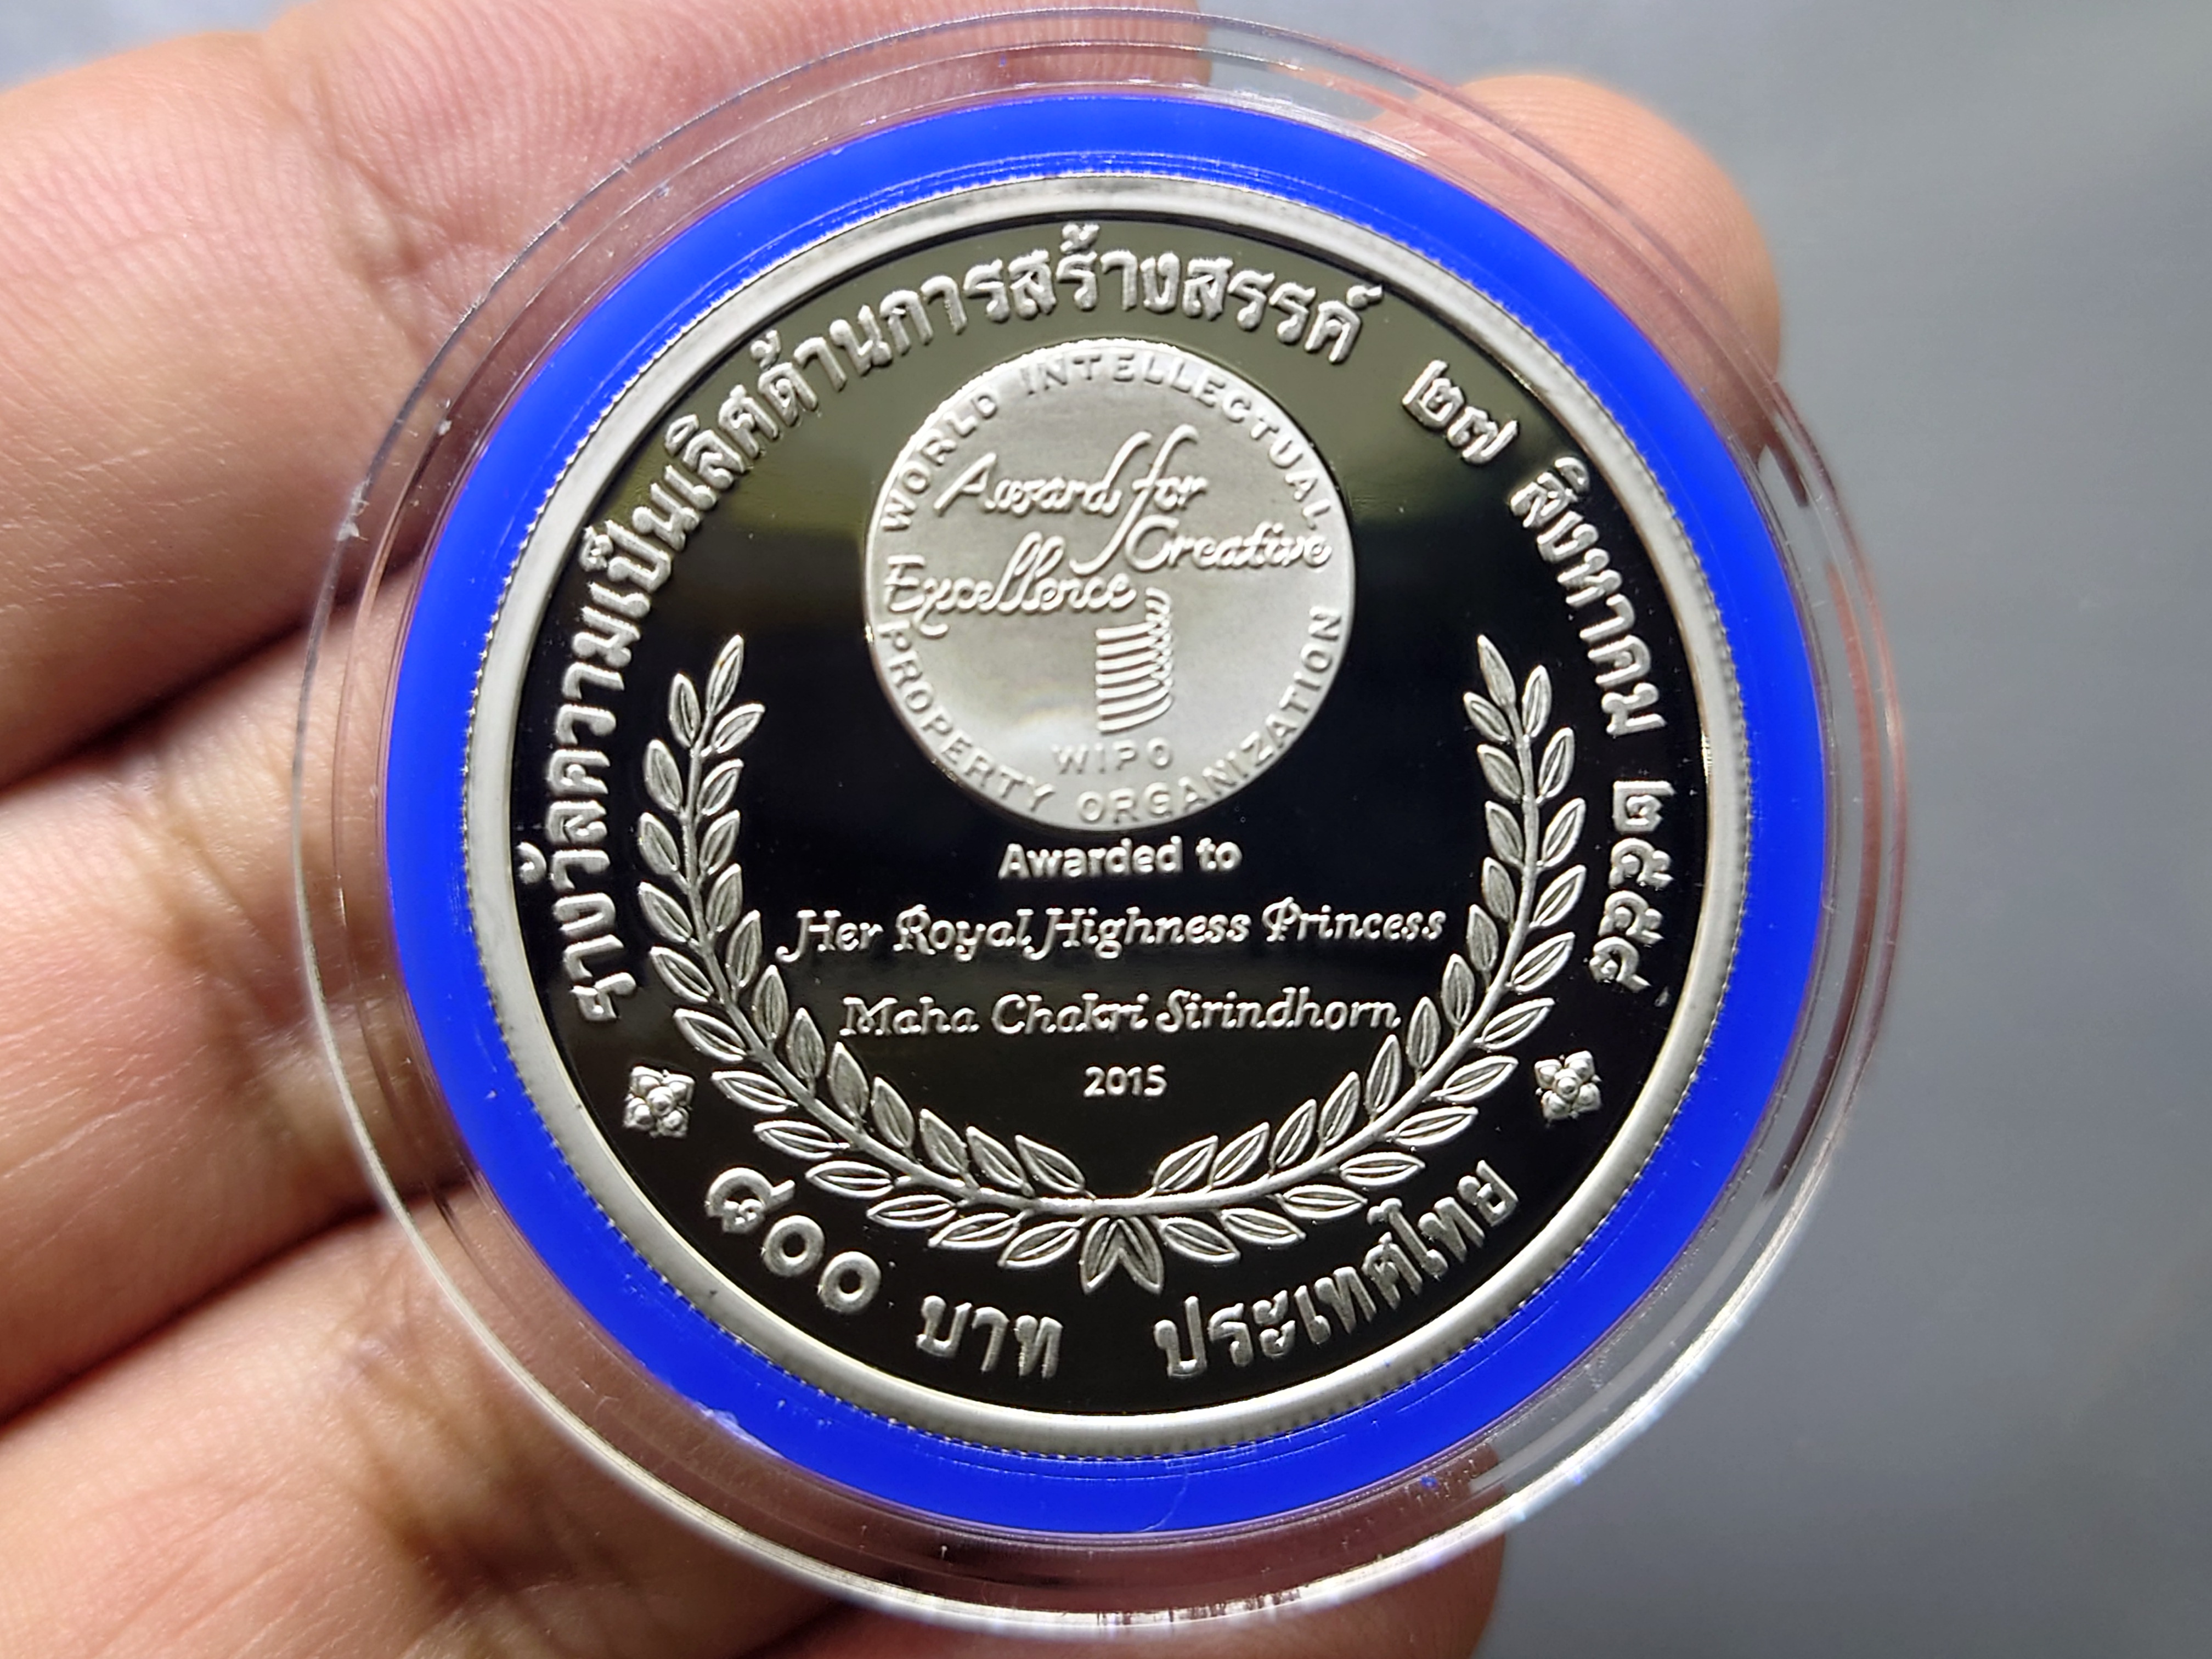 รางวัลความเป็นเลิศด้านการสร้างสรรค์ ๒๗ สิงหาคม ๒๕๕๘
WORLD INTELLECTUAL
Award for
Creative
Excellence
WIPO
PROPERTY ORGANIZATION
Awarded to
Her Royal Highness Princess
Maha Chakri Sirindhorn
2015
๘๐๐ บาท ประเทศไทย